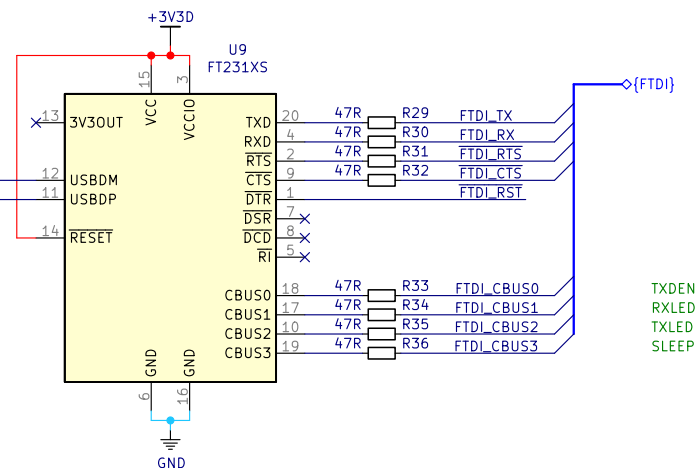 +3V3D
U9
FT231XS
15 VCC
3 VCCIO
13 3V3OUT
12 USBDM
11 USBDP
14 RESET
TXD 20 47R R29 FTDI_TX
RXD 4 47R R30 FTDI_RX
RTS 2 47R R31 FTDI_RTS
CTS 9 47R R32 FTDI_CTS
DTR 1 FTDI_RST
DSR 7
DCD 8
RI 5
{FTDI}
CBUS0 18 47R R33 FTDI_CBUS0 TXDEN
CBUS1 17 47R R34 FTDI_CBUS1 RXLED
CBUS2 10 47R R35 FTDI_CBUS2 TXLED
CBUS3 19 47R R36 FTDI_CBUS3 SLEEP
GND 6
GND 16
GND